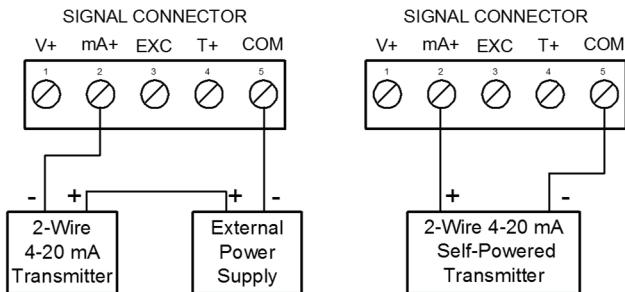 SIGNAL CONNECTOR
V+ mA+ EXC T+ COM
1 2 3 4 5
- + + -
2-Wire
4-20 mA
Transmitter
External
Power
Supply
SIGNAL CONNECTOR
V+ mA+ EXC T+ COM
1 2 3 4 5
+ -
2-Wire 4-20 mA
Self-Powered
Transmitter